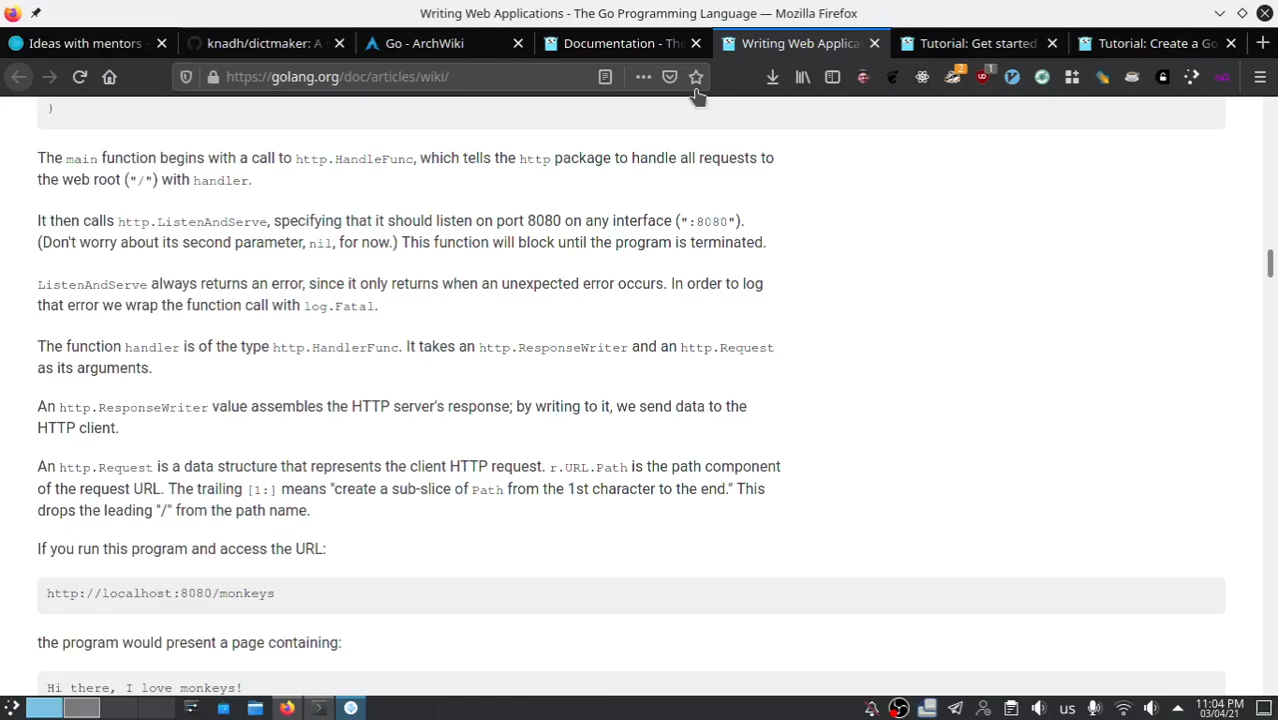 Writing Web Applications - The Go Programming Language — Mozilla Firefox
Ideas with mentors
knadh/dictmaker: A s
Go - ArchWiki
Documentation - The
Writing Web Applicat
Tutorial: Get started
Tutorial: Create a Go
https://golang.org/doc/articles/wiki/
2
1
}
The main function begins with a call to http.HandleFunc, which tells the http package to handle all requests to
the web root ("/") with handler.
It then calls http.ListenAndServe, specifying that it should listen on port 8080 on any interface (":8080").
(Don't worry about its second parameter, nil, for now.) This function will block until the program is terminated.
ListenAndServe always returns an error, since it only returns when an unexpected error occurs. In order to log
that error we wrap the function call with log.Fatal.
The function handler is of the type http.HandlerFunc. It takes an http.ResponseWriter and an http.Request
as its arguments.
An http.ResponseWriter value assembles the HTTP server's response; by writing to it, we send data to the
HTTP client.
An http.Request is a data structure that represents the client HTTP request. r.URL.Path is the path component
of the request URL. The trailing [1:] means "create a sub-slice of Path from the 1st character to the end." This
drops the leading "/" from the path name.
If you run this program and access the URL:
http://localhost:8080/monkeys
the program would present a page containing:
Hi there, I love monkeys!
us
11:04 PM
03/04/21